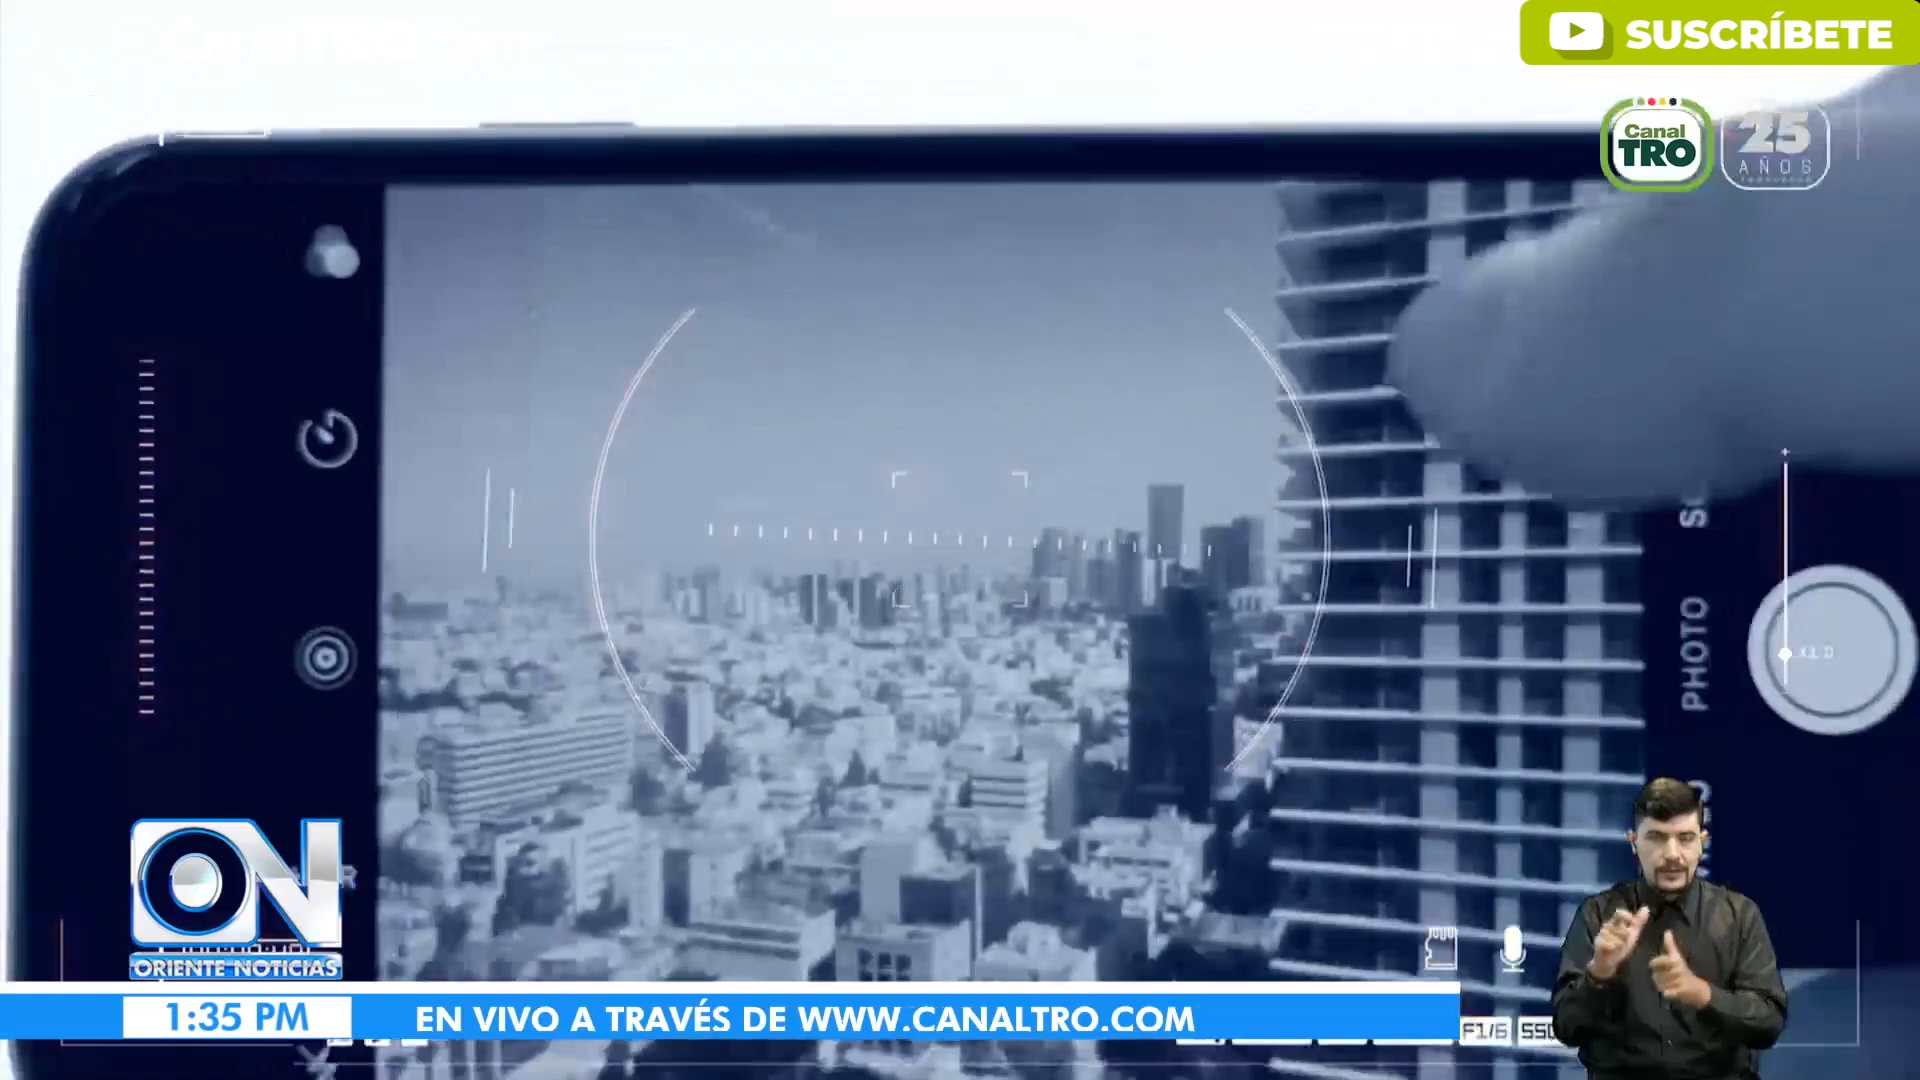 SUSCRÍBETE
Canal
TRO
25
AÑOS
PHOTO
ON
ORIENTE NOTICIAS
1:35 PM
EN VIVO A TRAVÉS DE WWW.CANALTRO.COM
F1/6